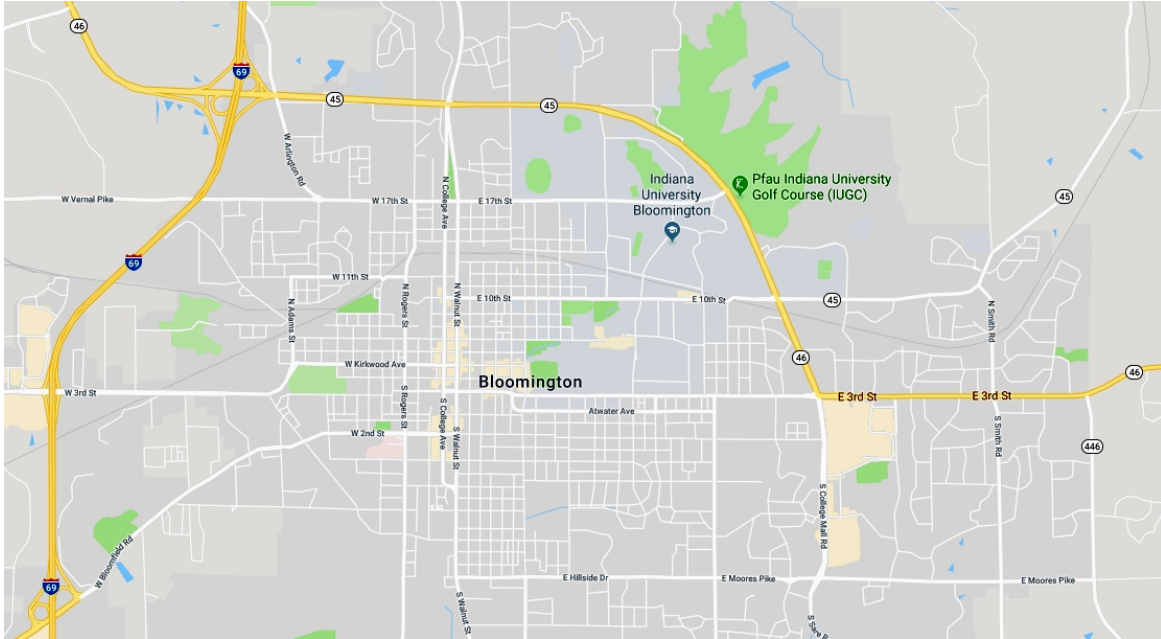 46
69
45
45
W Arlington Rd
Indiana
University
Bloomington
Pfau Indiana University
Golf Course (IUGC)
W Vernal Pike
W 17th St
N College Ave
E 17th St
45
69
W 11th St
N Adams St
N Rogers St
N Walnut St
E 10th St
E 10th St
45
N Smith Rd
46
W Kirkwood Ave
46
Bloomington
W 3rd St
E 3rd St
E 3rd St
S Rogers St
S College Ave
Atwater Ave
W 2nd St
S Walnut St
S Smith Rd
446
S College Mall Rd
W Bloomfield Rd
69
E Hillside Dr
E Moores Pike
E Moores Pike
S Walnut St